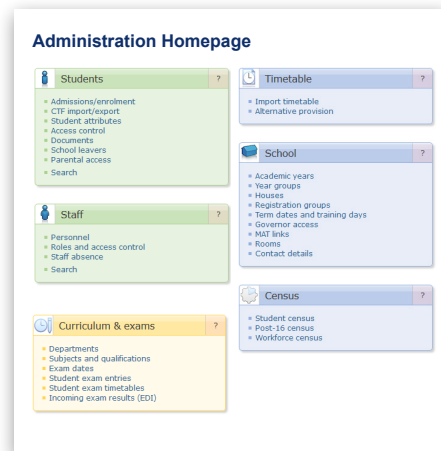 Administration Homepage
Students ?
Admissions/enrolment
CTF import/export
Student attributes
Access control
Documents
School leavers
Parental access
Search
Staff ?
Personnel
Roles and access control
Staff absence
Search
Curriculum & exams ?
Departments
Subjects and qualifications
Exam dates
Student exam entries
Student exam timetables
Incoming exam results (EDI)
Timetable ?
Import timetable
Alternative provision
School ?
Academic years
Year groups
Houses
Registration groups
Term dates and training days
Governor access
MAT links
Rooms
Contact details
Census ?
Student census
Post-16 census
Workforce census